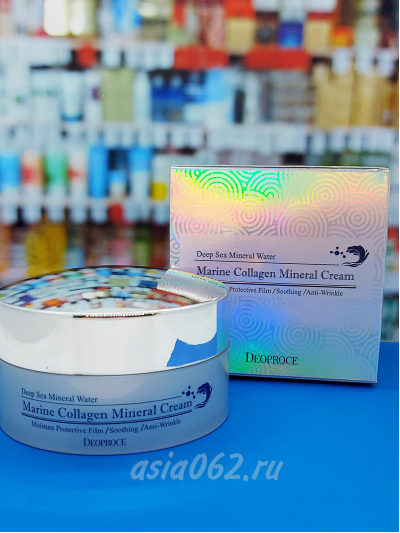 Deep Sea Mineral Water
Marine Collagen Mineral Cream
Moisture Protective Film /Soothing /Anti-Wrinkle
DEOPROCE
Deep Sea Mineral Water
Marine Collagen Mineral Cream
Protective Film /Soothing /Anti-Wrinkle
DEOPROCE
asia062.ru